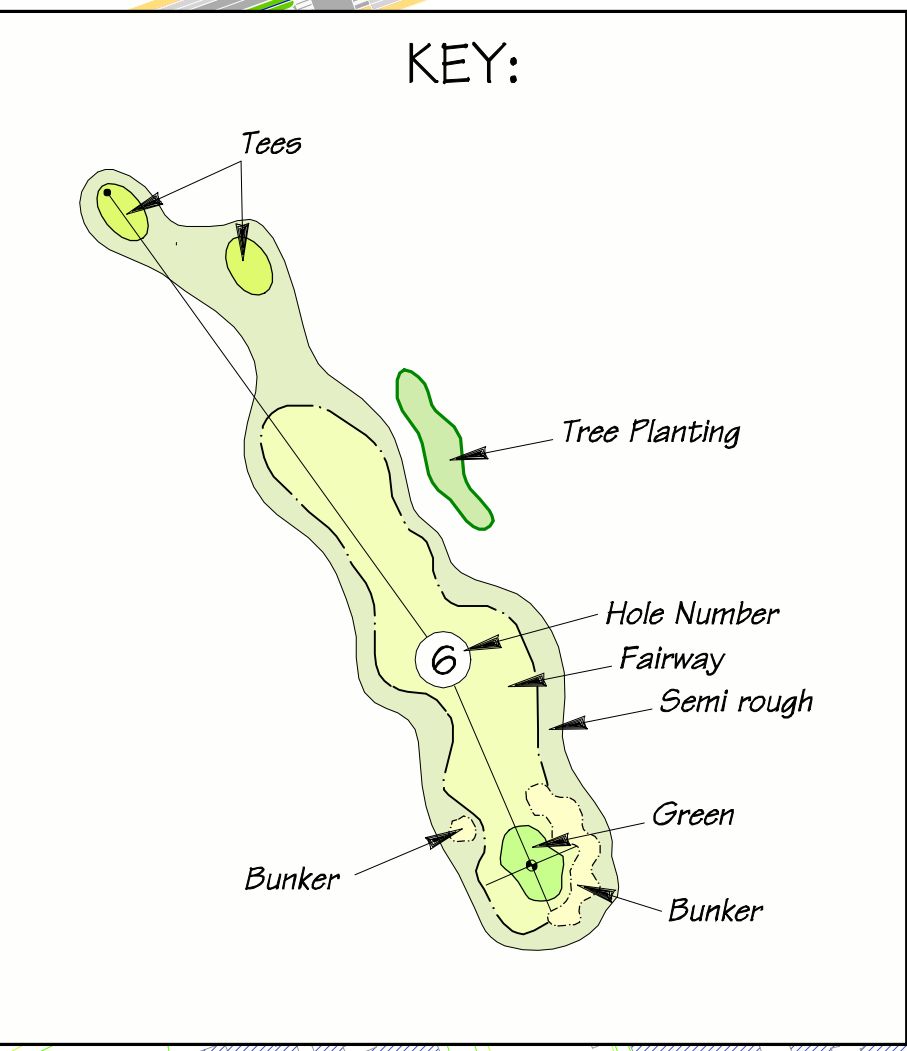 KEY:
Tees
Tree Planting
Hole Number
6
Fairway
Semi rough
Green
Bunker
Bunker